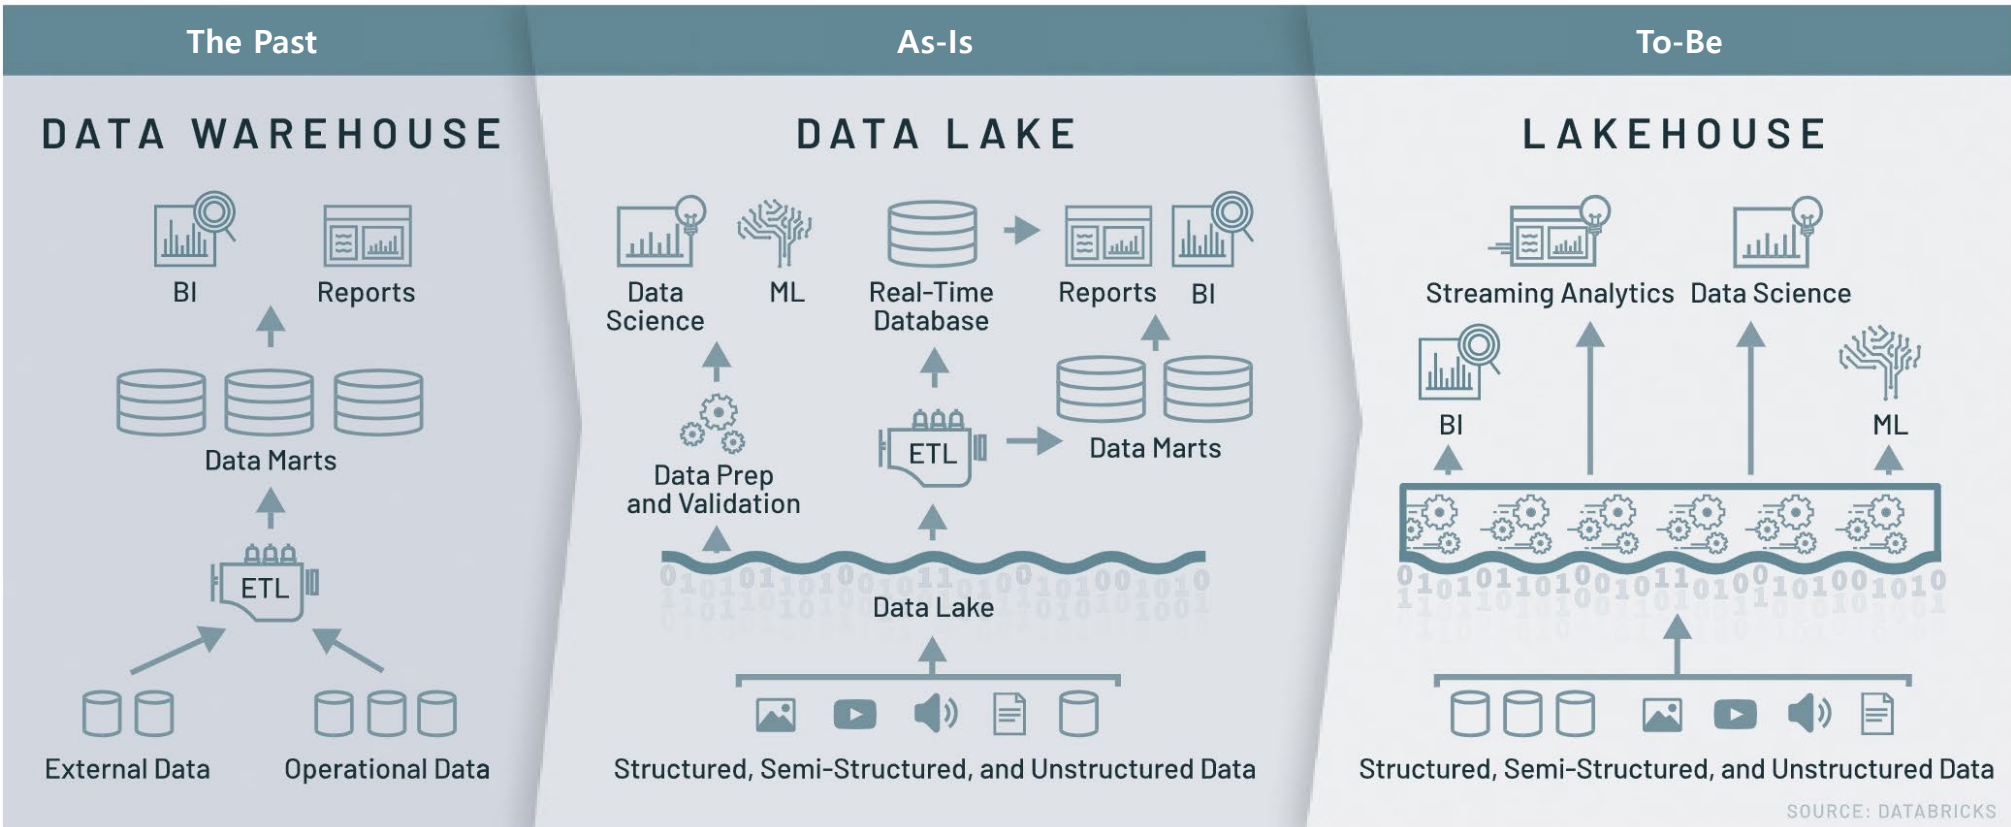 The Past
As-Is
To-Be
DATA WAREHOUSE
BI
Reports
Data Marts
ETL
External Data
Operational Data
DATA LAKE
Data
Science
ML
Real-Time
Database
Reports
BI
Data Prep
and Validation
ETL
Data Marts
Data Lake
Structured, Semi-Structured, and Unstructured Data
LAKEHOUSE
Streaming Analytics
Data Science
BI
ML
Structured, Semi-Structured, and Unstructured Data
SOURCE: DATABRICKS